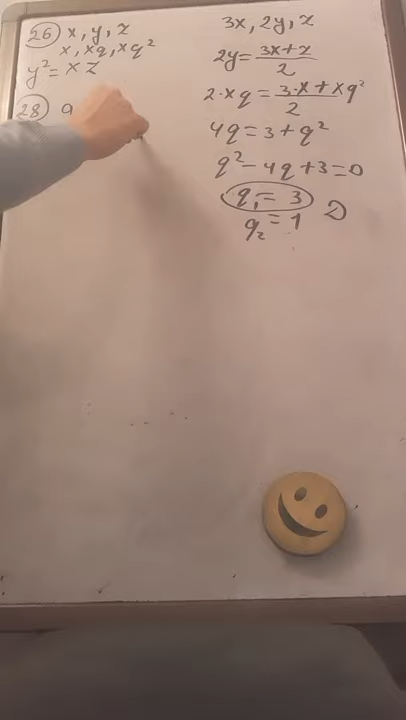 26 x, y, z
x, xq, xq²
y² = x z
28 a
3x, 2y, z
2y = 3x+z / 2
2·xq = 3·x + xq² / 2
4q = 3 + q²
q² - 4q + 3 = 0
q₁ = 3 D
q₂ = 1